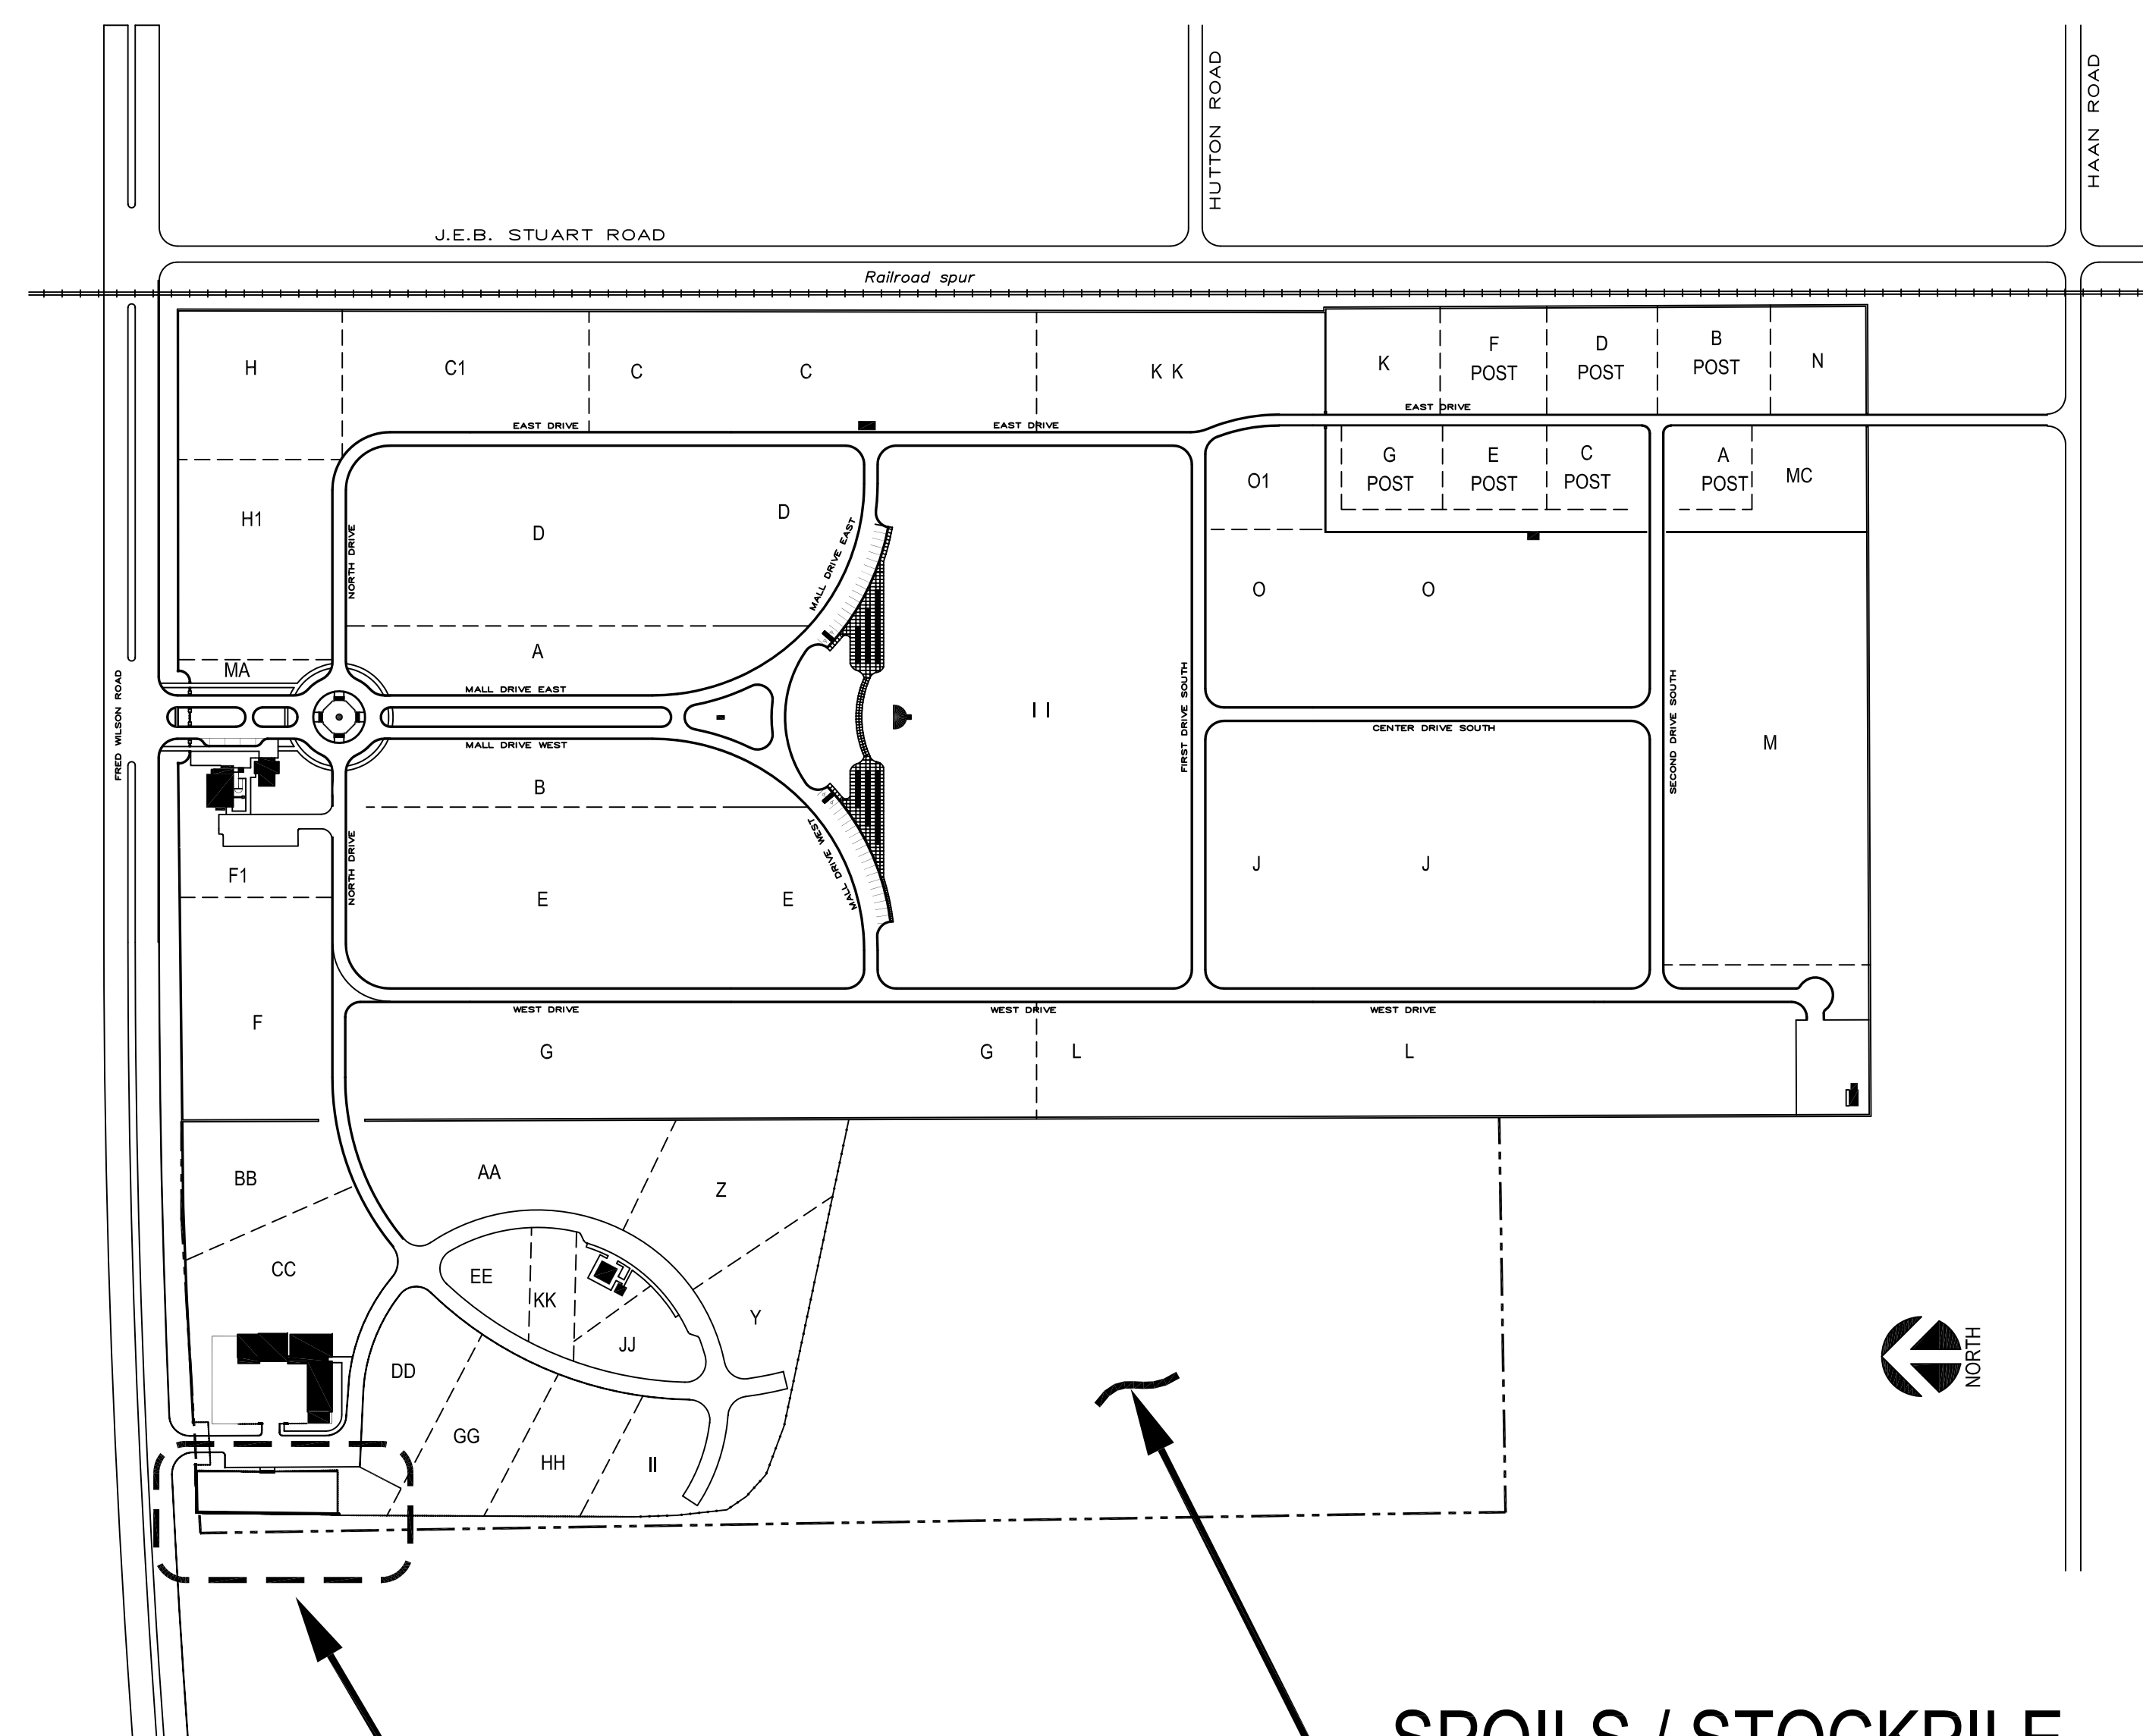 HUTTON ROAD
HAAN ROAD
J.E.B. STUART ROAD
Railroad spur
H
C1
C
C
K K
K
F
POST
D
POST
B
POST
N
EAST DRIVE
EAST DRIVE
EAST DRIVE
G
POST
E
POST
C
POST
A
POST
MC
O1
H1
D
D
NORTH DRIVE
MALL DRIVE EAST
O
O
A
MA
MALL DRIVE EAST
FRED WILSON ROAD
I I
FIRST DRIVE SOUTH
CENTER DRIVE SOUTH
SECOND DRIVE SOUTH
M
MALL DRIVE WEST
B
MALL DRIVE WEST
NORTH DRIVE
F1
E
E
J
J
WEST DRIVE
WEST DRIVE
WEST DRIVE
F
G
G
L
L
BB
AA
Z
CC
EE
KK
JJ
Y
DD
GG
HH
II
NORTH
SPOILS / STOCKPILE